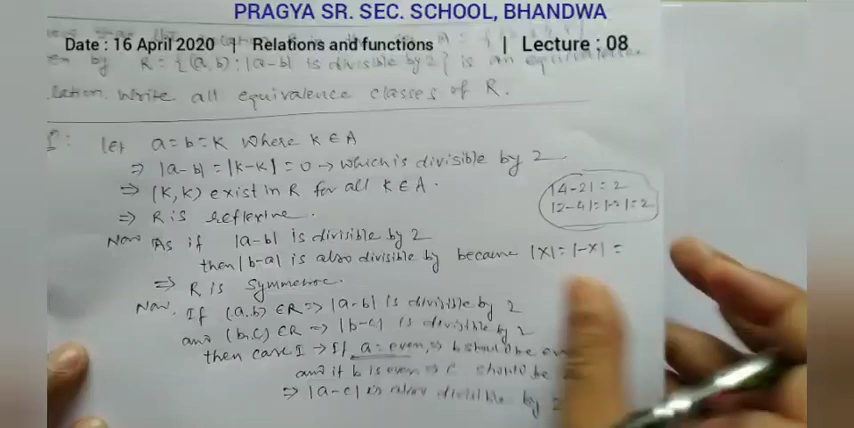 PRAGYA SR. SEC. SCHOOL, BHANDWA
Date : 16 April 2020 | Relations and functions | Lecture : 08
by R = {(a,b) : |a-b| is divisible by 2} is an
lation. Write all equivalence classes of R.
Let a = b = K where K ∈ A
⇒ |a-b| = |K-K| = 0 → which is divisible by 2
⇒ (K, K) exist in R for all K ∈ A.
⇒ R is reflexive.
|4-2| = 2
|2-4| = |-2| = 2
Now As if |a-b| is divisible by 2
then |b-a| is also divisible by because |x| = |-x| =
⇒ R is symmetric.
Now. If (a,b) ∈ R ⇒ |a-b| is divisible by 2
and (b,c) ∈ R ⇒ |b-c| is divisible by 2
then case I → If a = even, ⇒ b should be
and if b is even ⇒ c should be
⇒ |a-c| is also divisible by 2